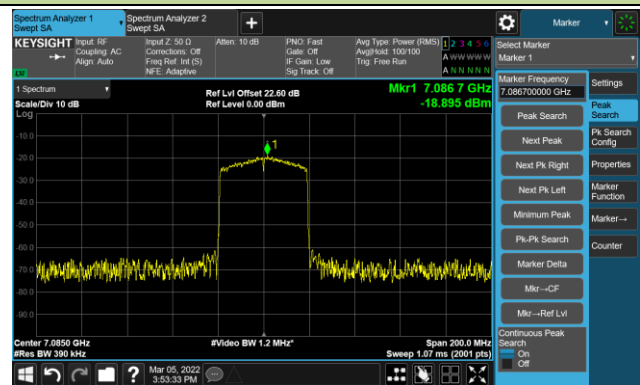 Spectrum Analyzer 1
Swept SA
Spectrum Analyzer 2
Swept SA
+
Marker
KEYSIGHT
Input: RF
Coupling: AC
Align: Auto
Input Z: 50 Ω
Corrections: Off
Freq Ref: Int (S)
NFE: Adaptive
Atten: 10 dB
PNO: Fast
Gate: Off
IF Gain: Low
Sig Track: Off
Avg Type: Power (RMS)
Avg|Hold: 100/100
Trig: Free Run
1 2 3 4 5 6
A W W W W W
A N N N N N
Select Marker
Marker 1
1 Spectrum
Scale/Div 10 dB
Log
Ref Lvl Offset 22.60 dB
Ref Level 0.00 dBm
Mkr1 7.086 7 GHz
-18.895 dBm
1
-10.0
-20.0
-30.0
-40.0
-50.0
-60.0
-70.0
-80.0
-90.0
Center 7.0850 GHz
#Res BW 390 kHz
#Video BW 1.2 MHz*
Span 200.0 MHz
Sweep 1.07 ms (2001 pts)
Marker Frequency
7.086700000 GHz
Peak Search
Next Peak
Next Pk Right
Next Pk Left
Minimum Peak
Pk-Pk Search
Marker Delta
Mkr→CF
Mkr→Ref Lvl
Continuous Peak
Search
On
Off
Settings
Peak
Search
Pk Search
Config
Properties
Marker
Function
Marker→
Counter
?
Mar 05, 2022
3:53:33 PM